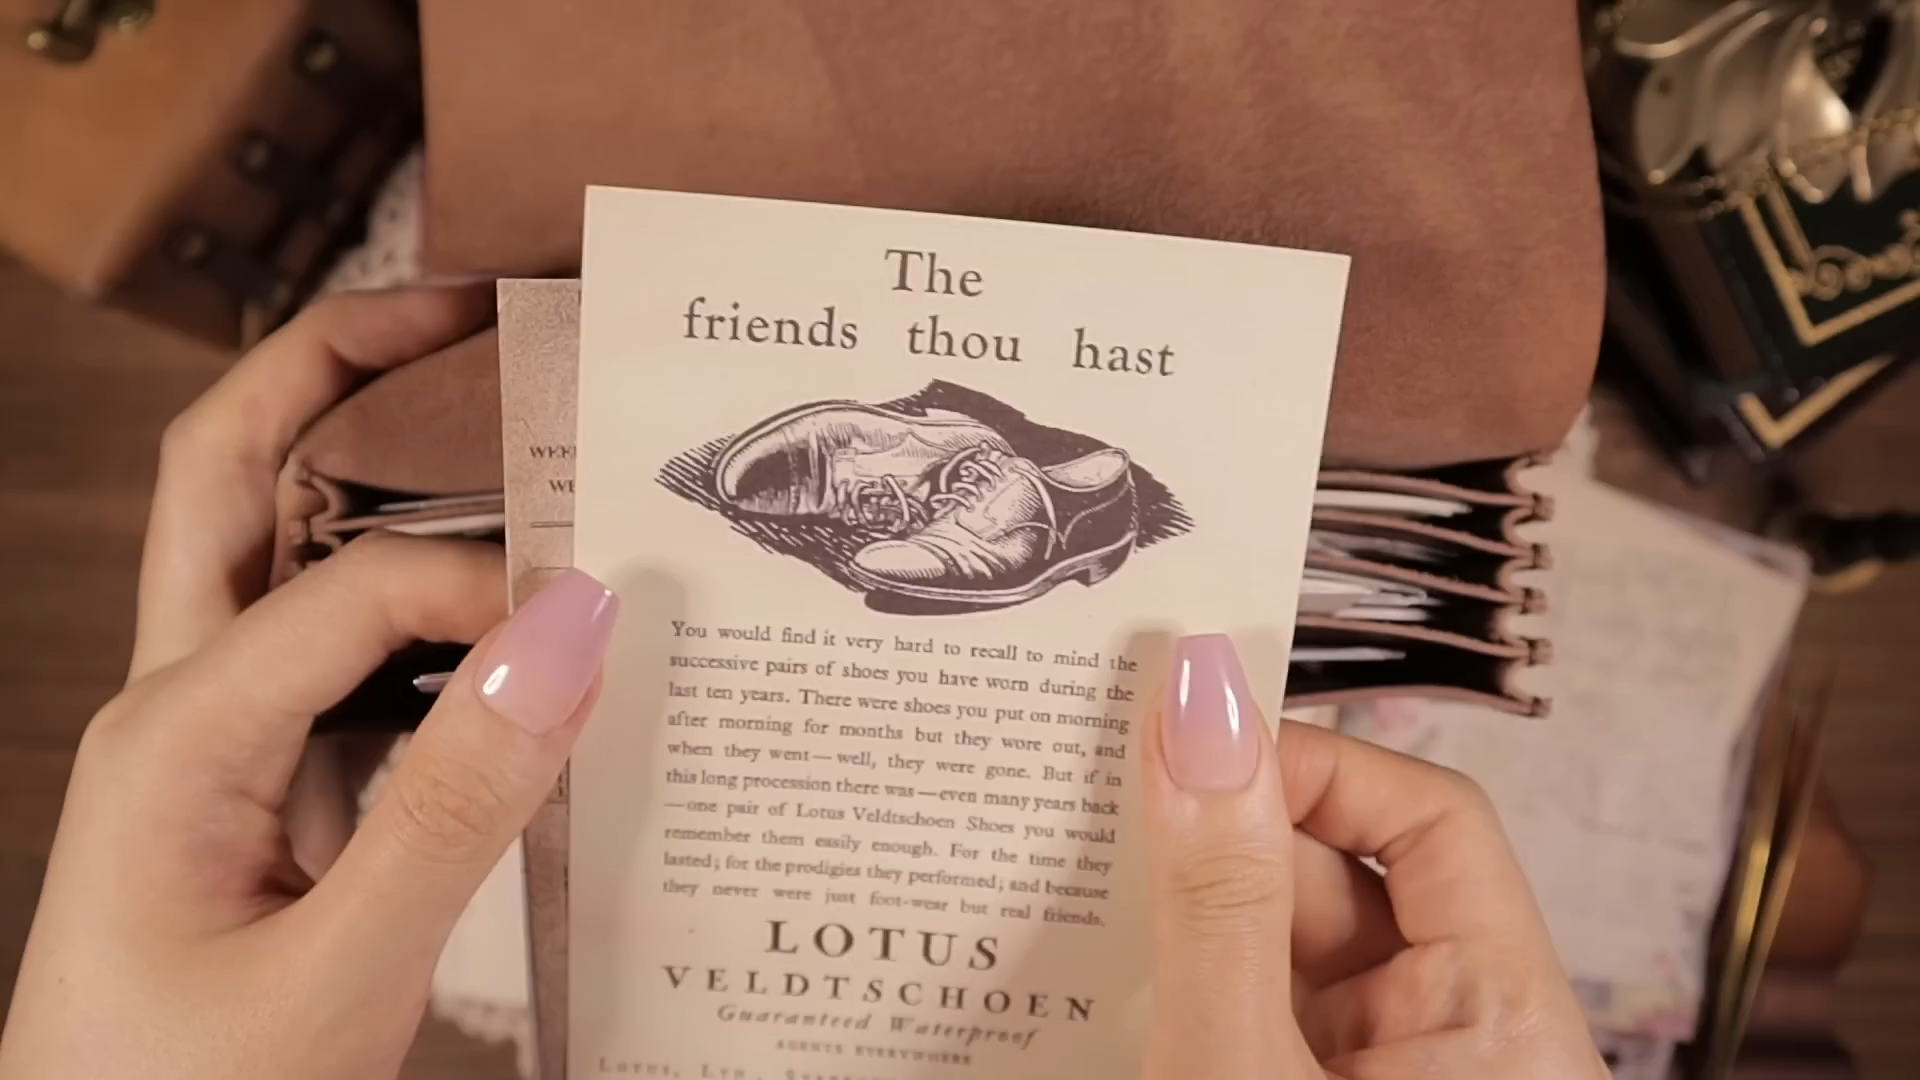 The
friends thou hast
You would find it very hard to recall to mind the
successive pairs of shoes you have worn during the
last ten years. There were shoes you put on morning
after morning for months but they wore out, and
when they went—well, they were gone. But if in
this long procession there was—even many years back
—one pair of Lotus Veldtschoen Shoes you would
remember them easily enough. For the time they
lasted; for the prodigies they performed; and because
they never were just foot-wear but real friends.
LOTUS
VELDTSCHOEN
Guaranteed Waterproof
AGENTS EVERYWHERE
LOTUS, LTD.,